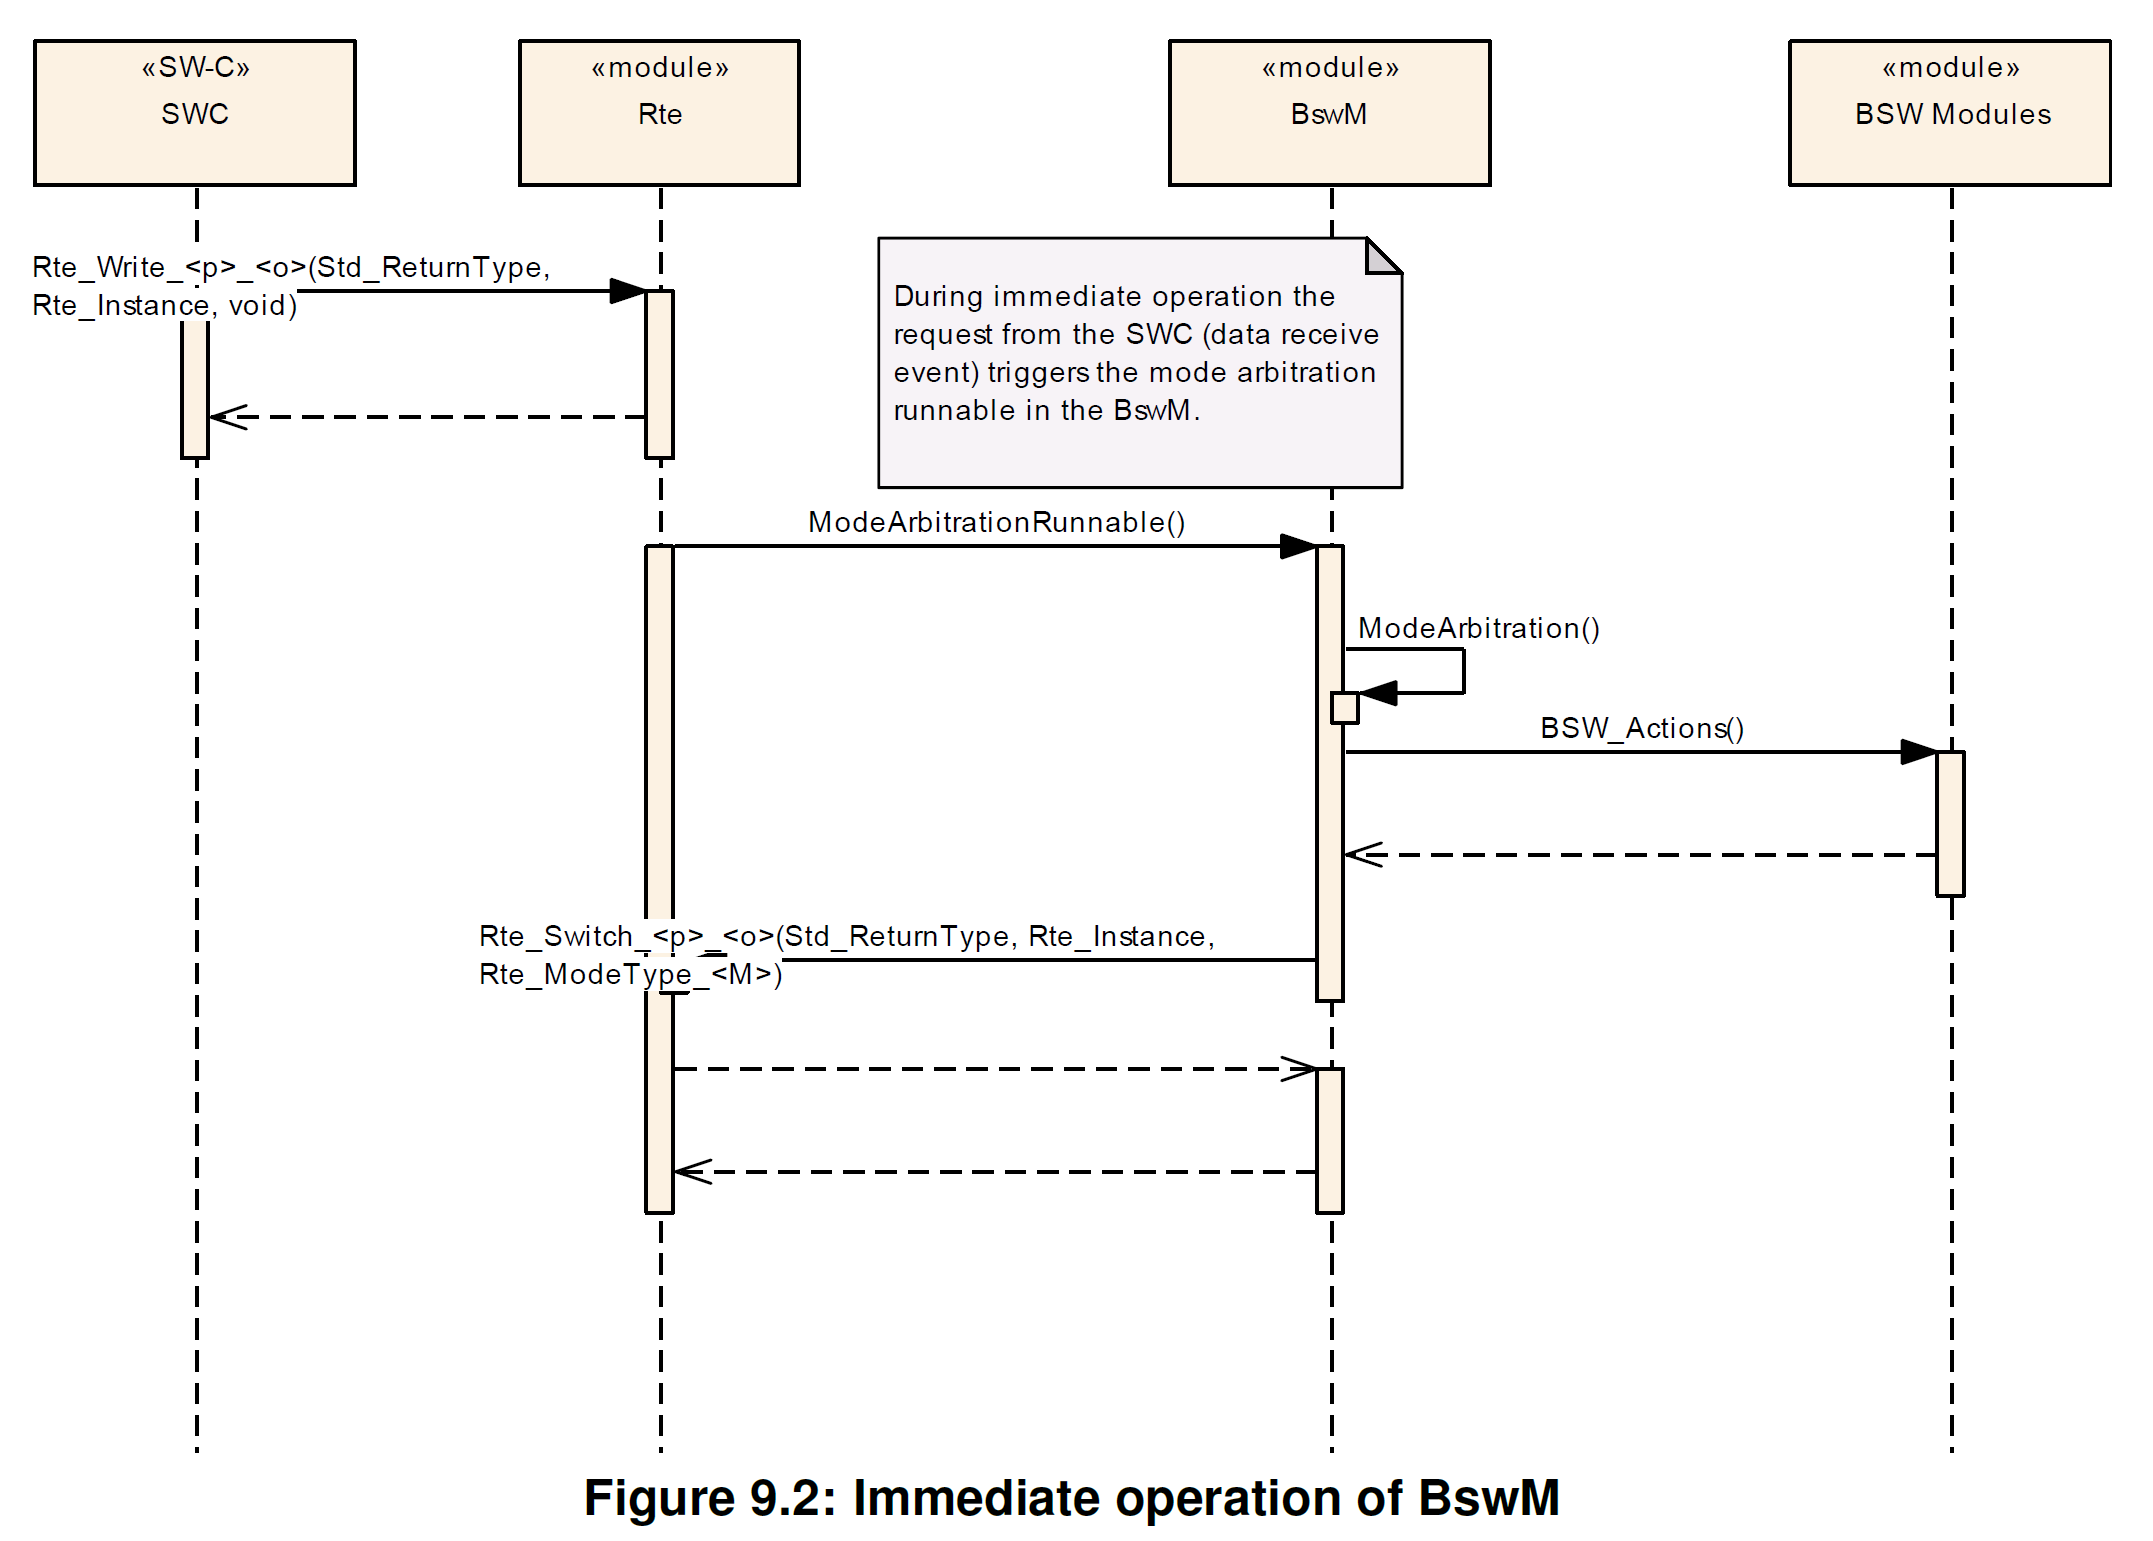 «SW-C»
SWC
«module»
Rte
«module»
BswM
«module»
BSW Modules
Rte_Write_<p>_<o>(Std_ReturnType,
Rte_Instance, void)
During immediate operation the
request from the SWC (data receive
event) triggers the mode arbitration
runnable in the BswM.
ModeArbitrationRunnable()
ModeArbitration()
BSW_Actions()
Rte_Switch_<p>_<o>(Std_ReturnType, Rte_Instance,
Rte_ModeType_<M>)
Figure 9.2: Immediate operation of BswM